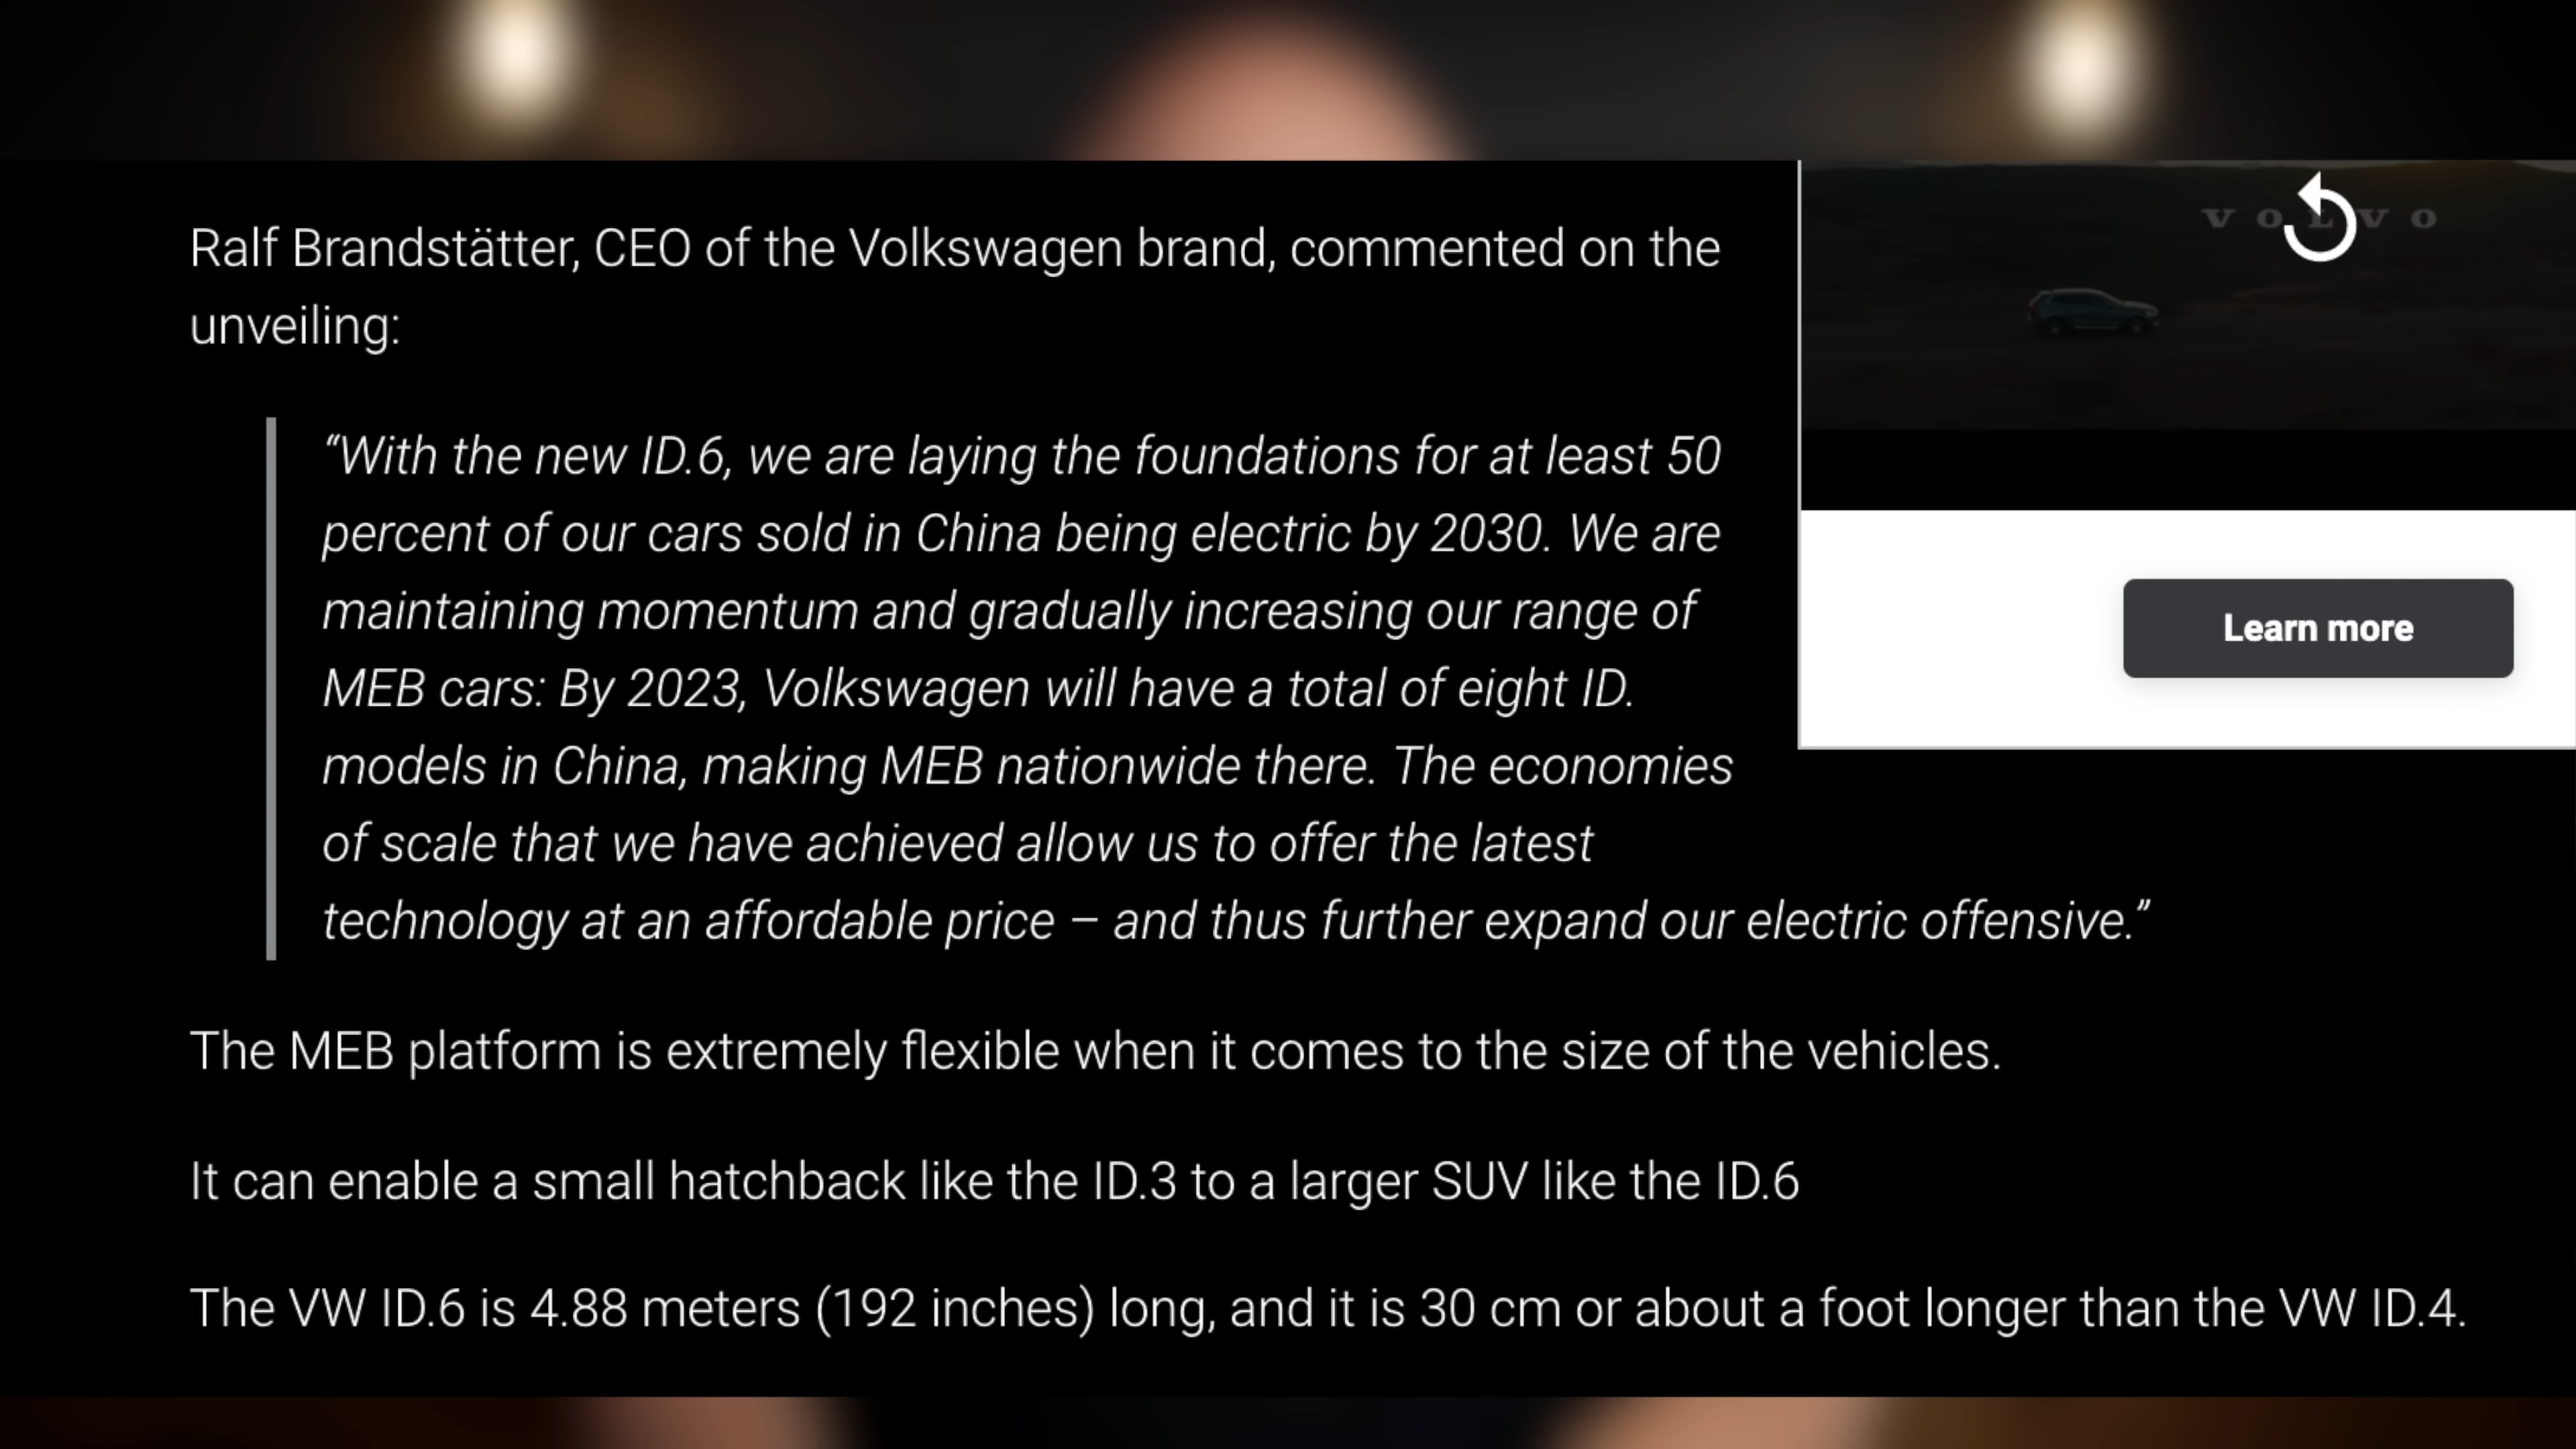 Ralf Brandstätter, CEO of the Volkswagen brand, commented on the
unveiling:
“With the new ID.6, we are laying the foundations for at least 50
percent of our cars sold in China being electric by 2030. We are
maintaining momentum and gradually increasing our range of
MEB cars: By 2023, Volkswagen will have a total of eight ID.
models in China, making MEB nationwide there. The economies
of scale that we have achieved allow us to offer the latest
technology at an affordable price – and thus further expand our electric offensive.”
The MEB platform is extremely flexible when it comes to the size of the vehicles.
It can enable a small hatchback like the ID.3 to a larger SUV like the ID.6
The VW ID.6 is 4.88 meters (192 inches) long, and it is 30 cm or about a foot longer than the VW ID.4.
VOLVO
Learn more